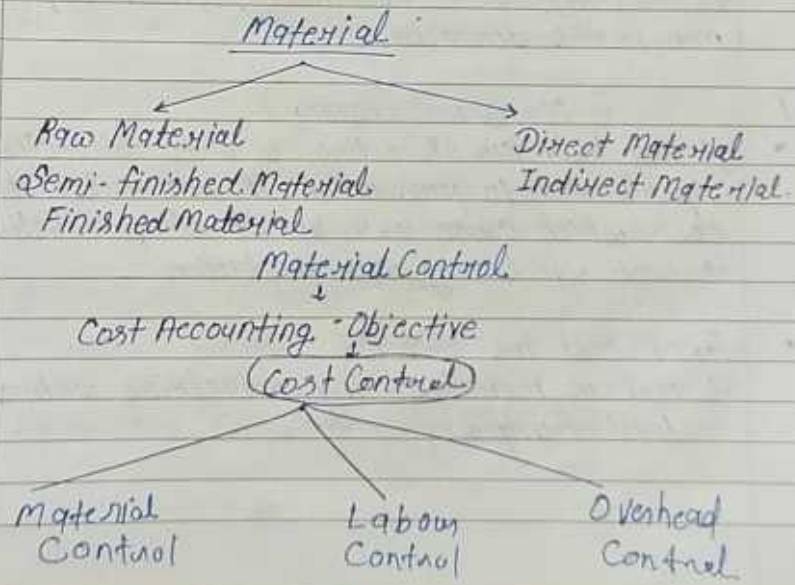 Material
Raw Material
Semi-finished Material
Finished Material
Direct Material
Indirect Material.
Material Control
Cost Accounting - Objective
Cost Control
Material
Control
Labour
Control
Overhead
Control